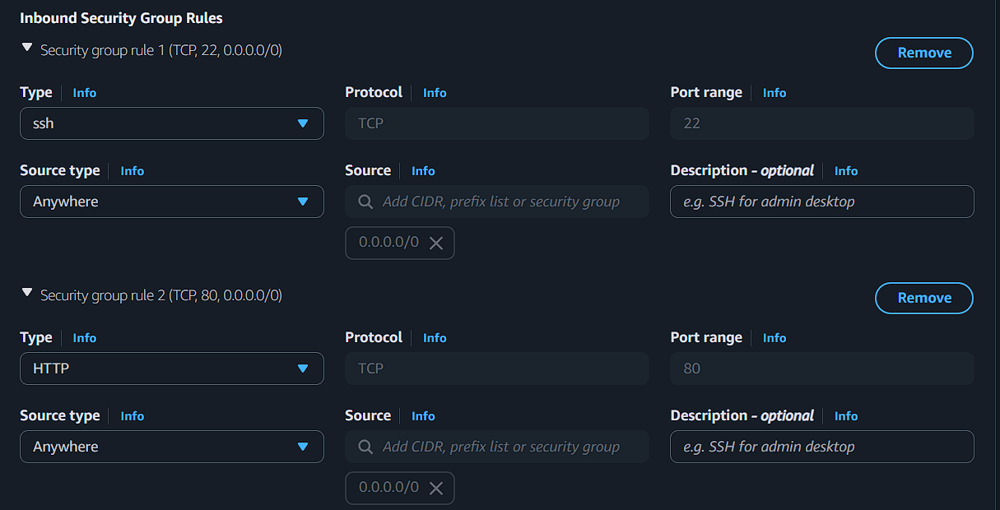 Inbound Security Group Rules
Security group rule 1 (TCP, 22, 0.0.0.0/0)
Remove
Type Info Protocol Info Port range Info
ssh TCP 22
Source type Info Source Info Description - optional Info
Anywhere Add CIDR, prefix list or security group e.g. SSH for admin desktop
0.0.0.0/0
Security group rule 2 (TCP, 80, 0.0.0.0/0)
Remove
Type Info Protocol Info Port range Info
HTTP TCP 80
Source type Info Source Info Description - optional Info
Anywhere Add CIDR, prefix list or security group e.g. SSH for admin desktop
0.0.0.0/0